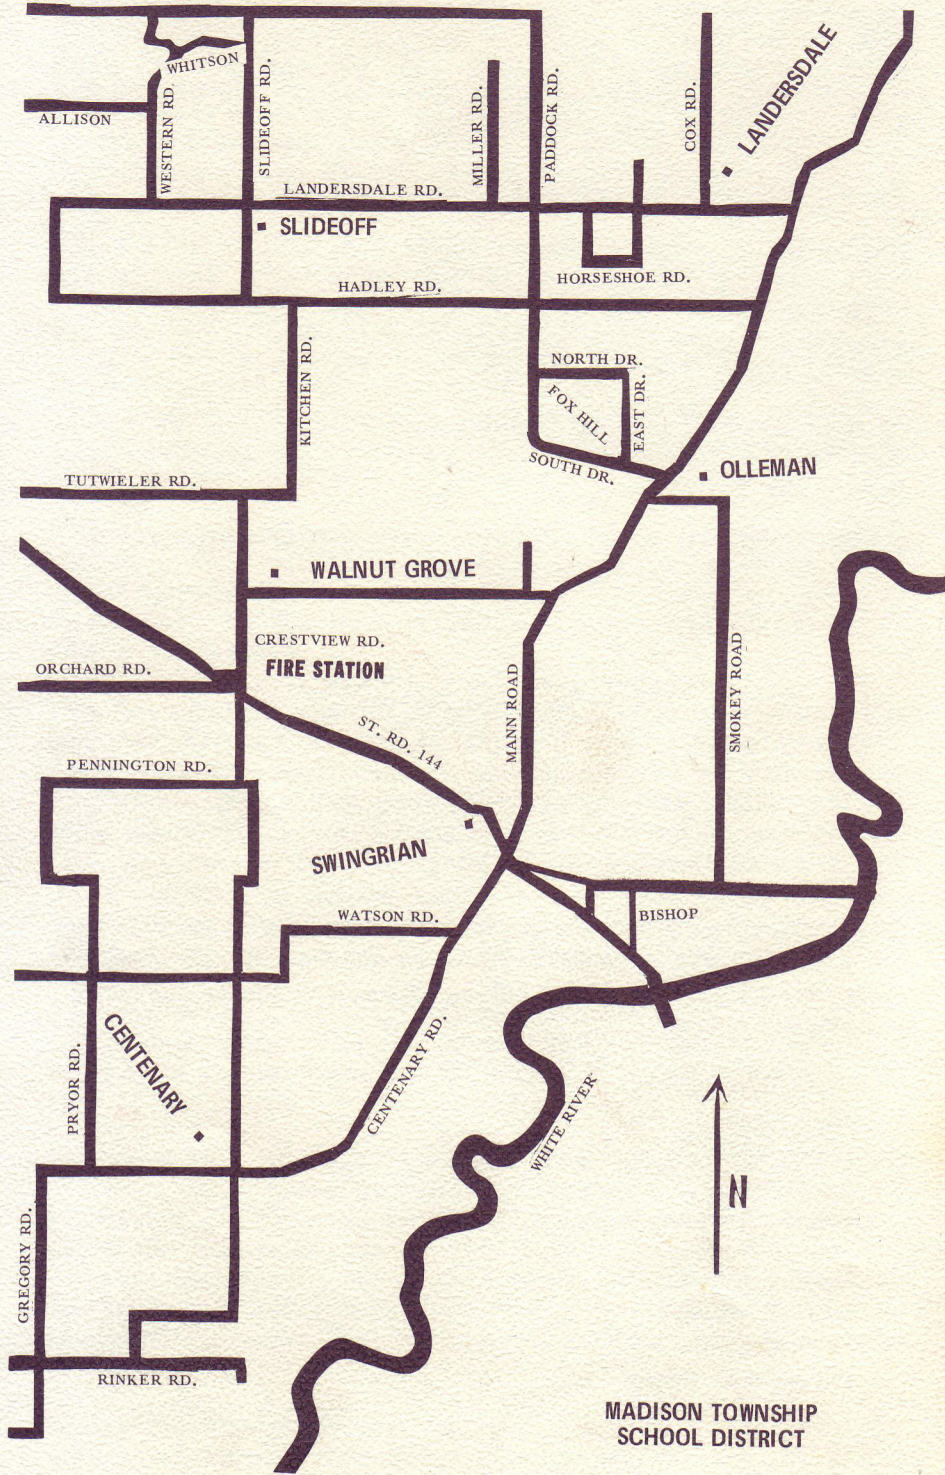 WHITSON
ALLISON
WESTERN RD.
SLIDEOFF RD.
MILLER RD.
PADDOCK RD.
COX RD.
LANDERSDALE
LANDERSDALE RD.
SLIDEOFF
HORSESHOE RD.
HADLEY RD.
KITCHEN RD.
NORTH DR.
FOX HILL
EAST DR.
SOUTH DR.
OLLEMAN
TUTWIELER RD.
WALNUT GROVE
CRESTVIEW RD.
FIRE STATION
ORCHARD RD.
ST. RD. 144
MANN ROAD
SMOKEY ROAD
PENNINGTON RD.
SWINGRIAN
WATSON RD.
BISHOP
CENTENARY
PRYOR RD.
CENTENARY RD.
WHITE RIVER
N
GREGORY RD.
RINKER RD.
MADISON TOWNSHIP
SCHOOL DISTRICT